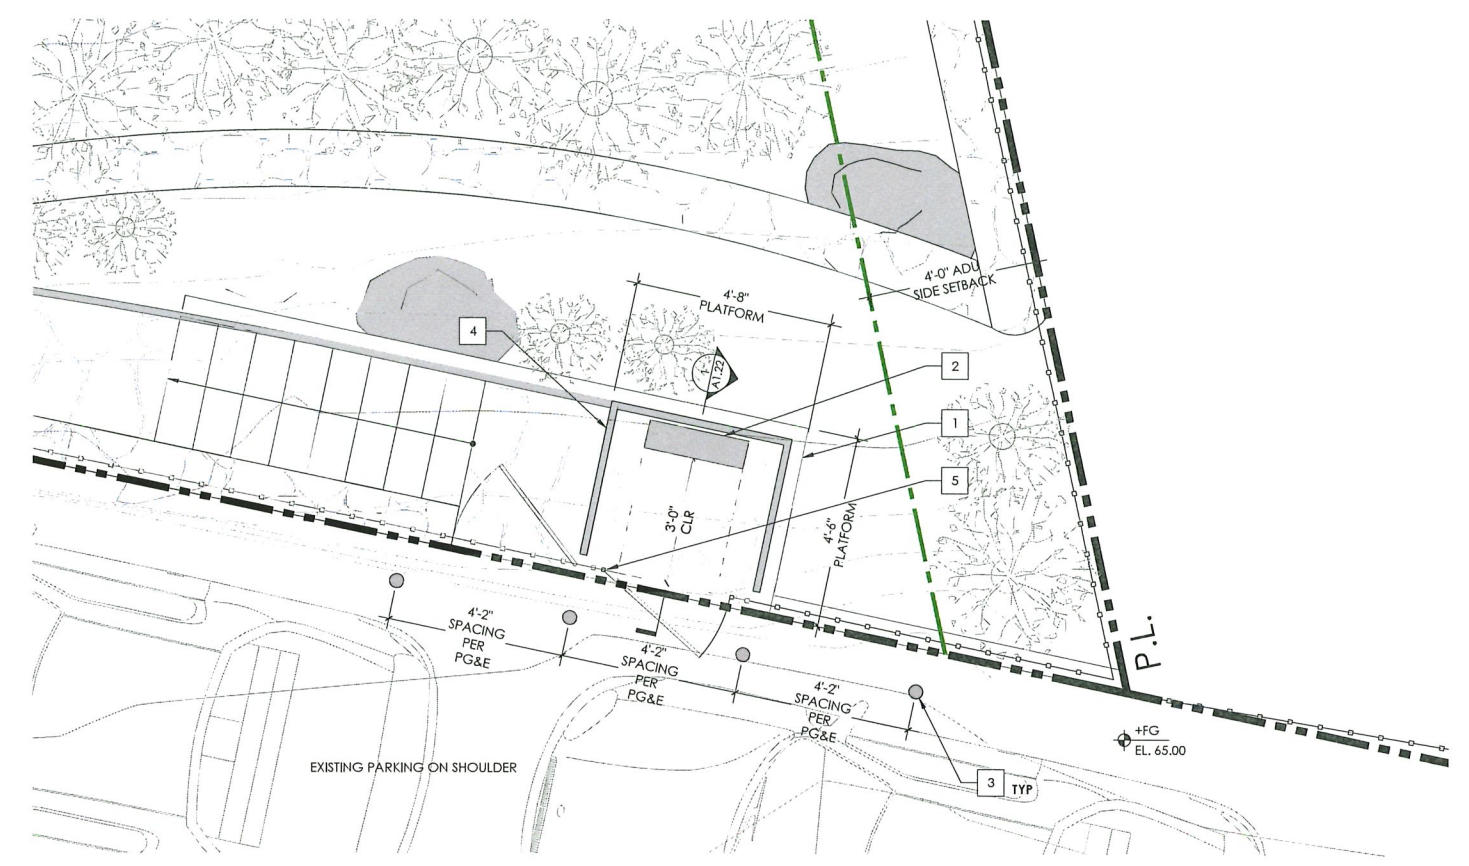 4'-0" ADU
SIDE SETBACK
4'-8"
PLATFORM
4
1
A1.22
2
1
5
3'-0"
CLR
4'-6"
PLATFORM
P.L.
4'-2"
SPACING
PER
PG&E
4'-2"
SPACING
PER
PG&E
4'-2"
SPACING
PER
PG&E
+FG
EL. 65.00
EXISTING PARKING ON SHOULDER
3 TYP